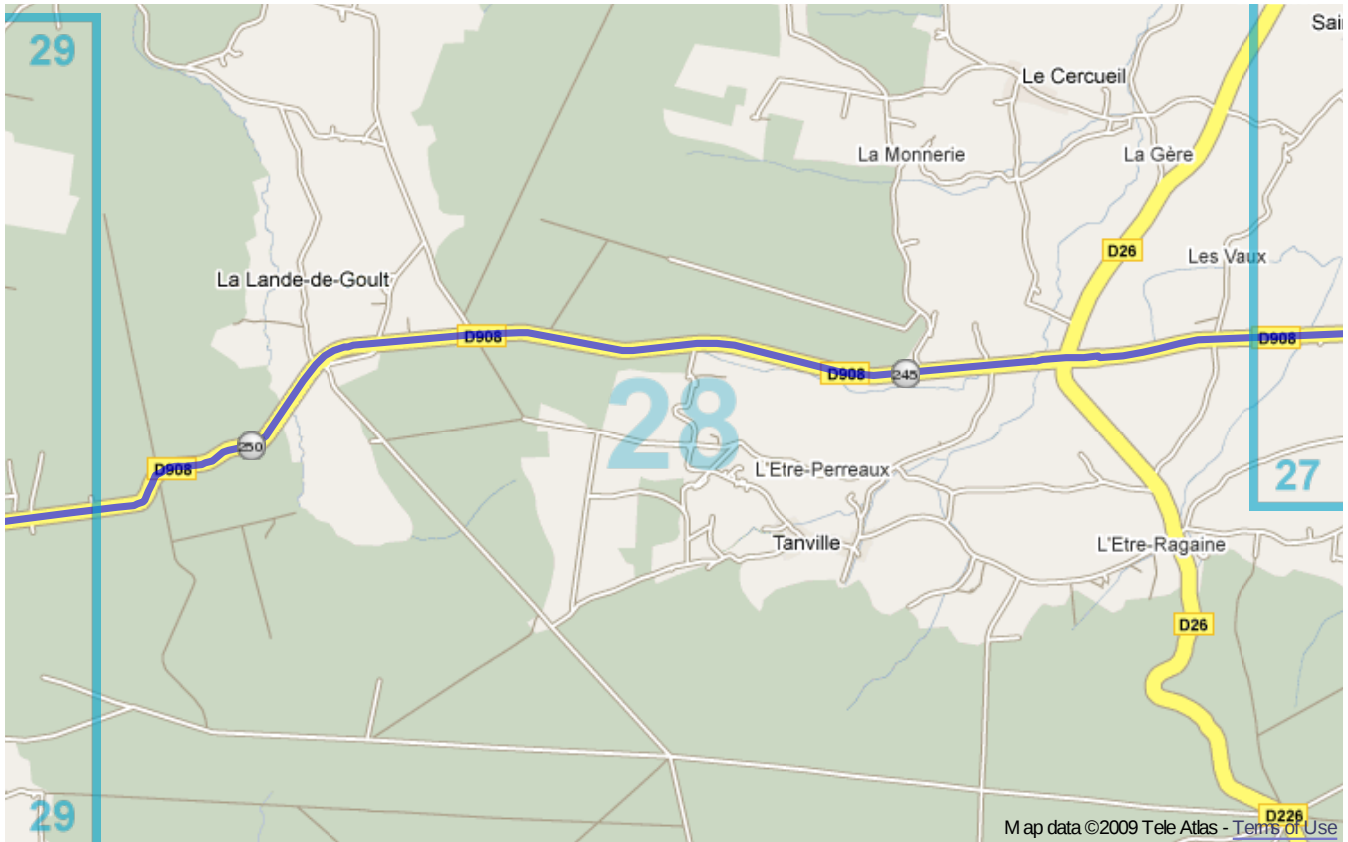 29
Sai
Le Cercueil
La Monnerie
La Gère
D26
Les Vaux
La Lande-de-Goult
D908
D908
D908
245
28
250
D908
L'Etre-Perreaux
27
Tanville
L'Etre-Ragaine
D26
29
D226
Map data ©2009 Tele Atlas - Terms of Use